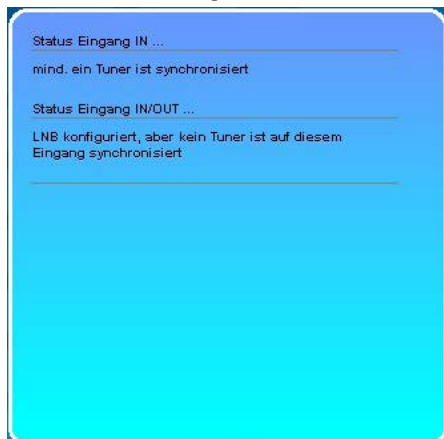 Status Eingang IN ...
mind. ein Tuner ist synchronisiert
Status Eingang IN/OUT ...
LNB konfiguriert, aber kein Tuner ist auf diesem
Eingang synchronisiert